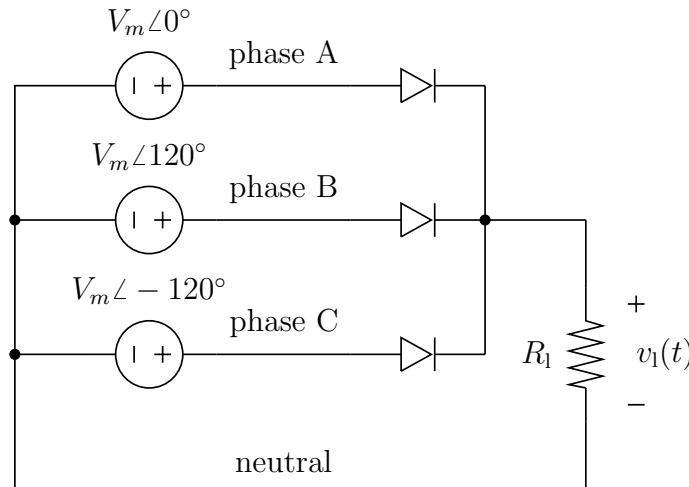 V_m∠0°
phase A
V_m∠120°
phase B
V_m∠−120°
phase C
+
R_l
v_l(t)
−
neutral